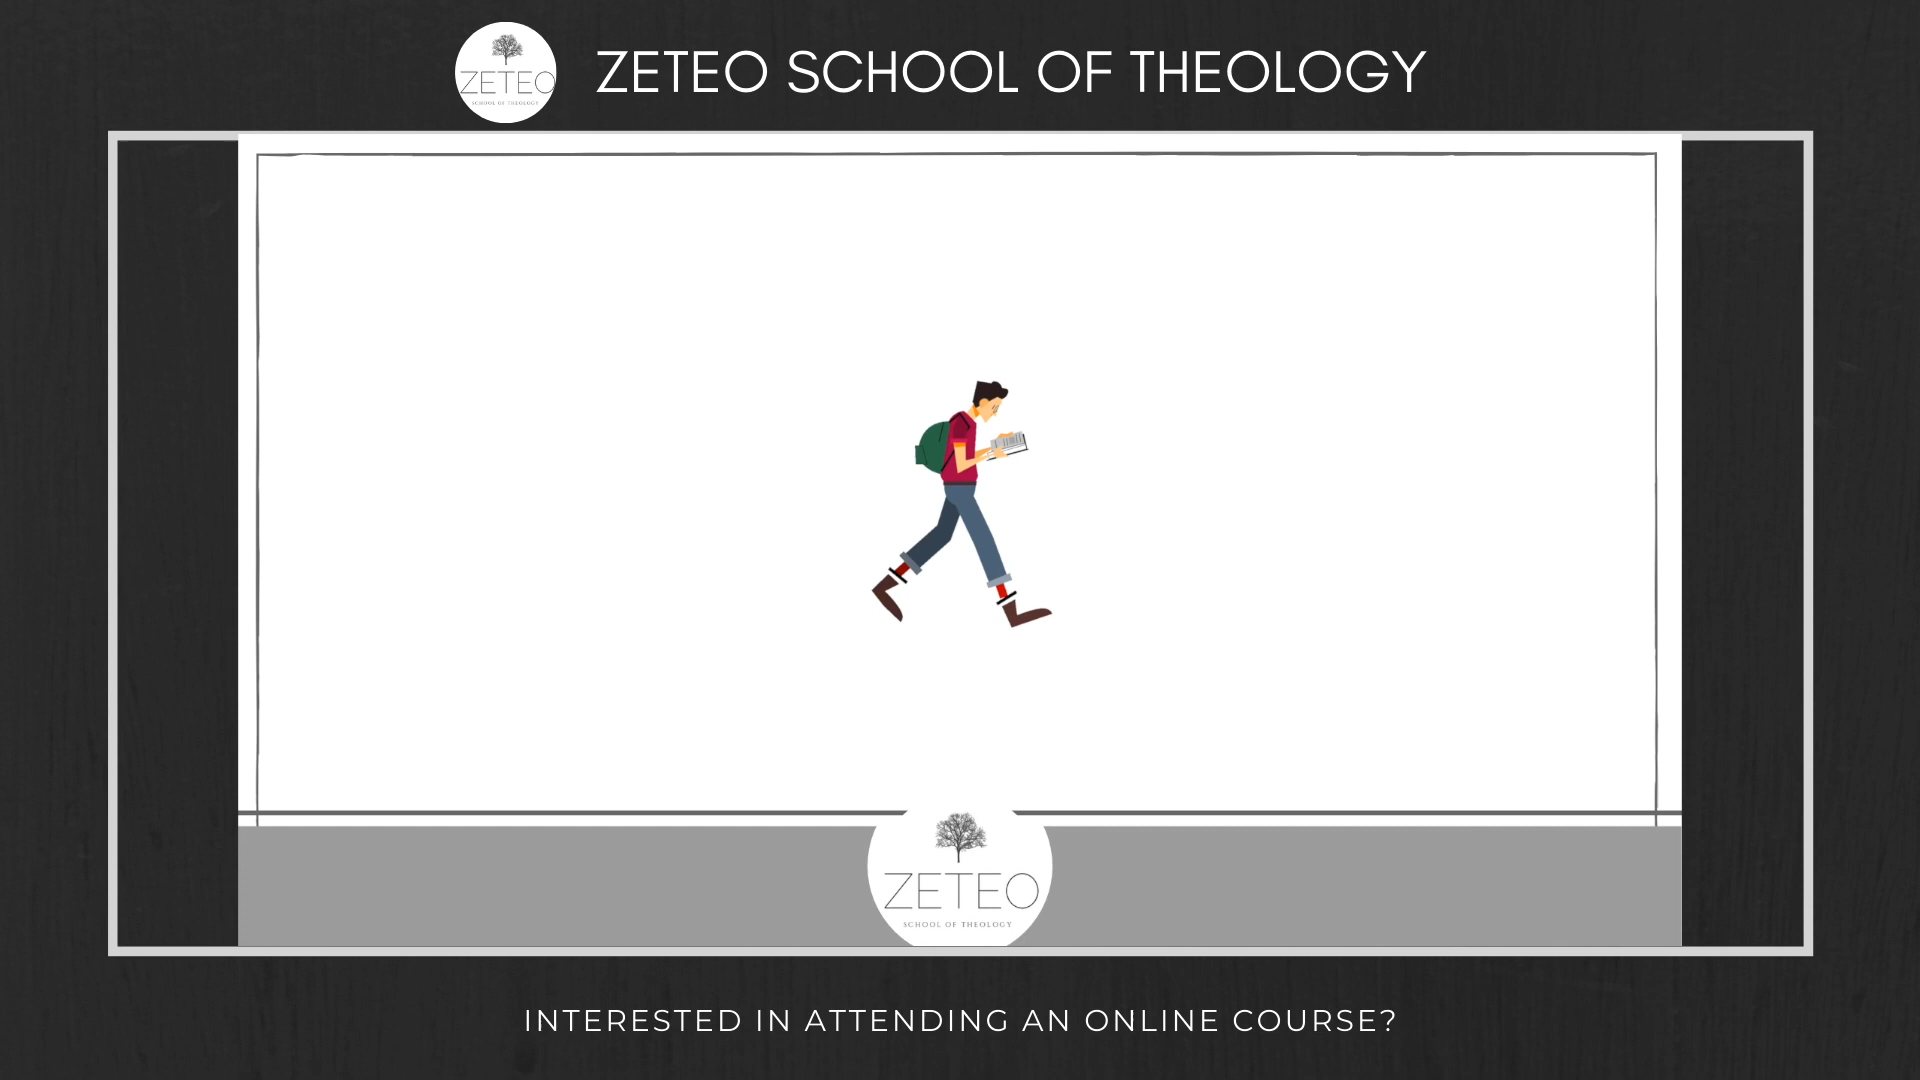 ZETEO
SCHOOL OF THEOLOGY
ZETEO SCHOOL OF THEOLOGY
ZETEO
SCHOOL OF THEOLOGY
INTERESTED IN ATTENDING AN ONLINE COURSE?